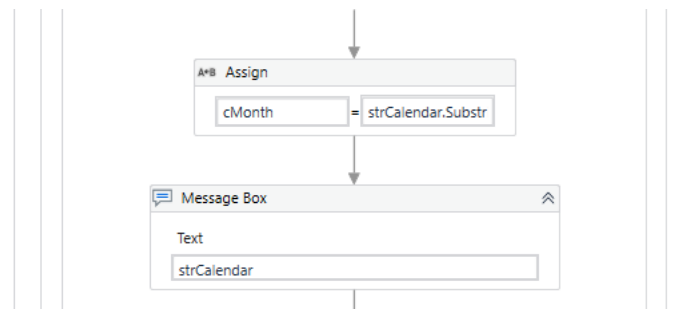 A+B Assign
cMonth = strCalendar.Substr
Message Box
Text
strCalendar